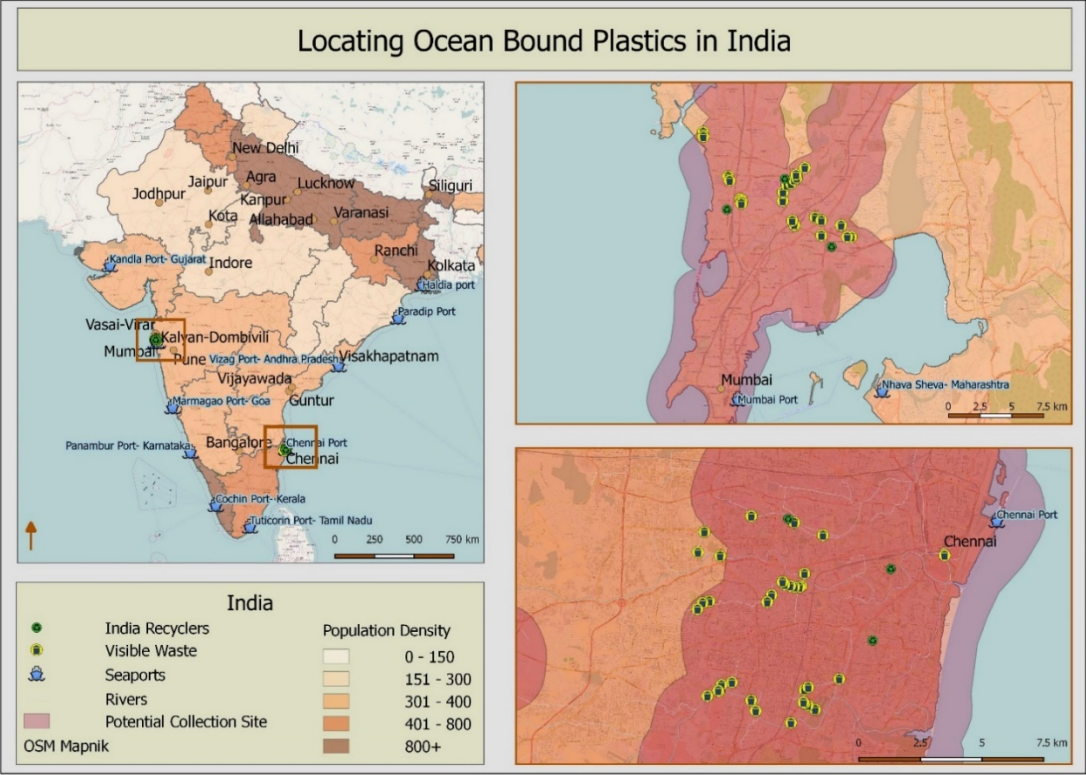 Locating Ocean Bound Plastics in India
New Delhi
Jaipur
Agra
Lucknow
Siliguri
Jodhpur
Kanpur
Kota
Allahabad
Varanasi
Ranchi
Kandla Port- Gujarat
Indore
Kolkata
Haldia port
Paradip Port
Vasai-Virar
Kalyan-Dombivili
Mumbai
Pune
Vizag Port- Andhra Pradesh
Visakhapatnam
Vijayawada
Marmagao Port- Goa
Guntur
Panambur Port- Karnataka
Bangalore
Chennai Port
Chennai
Cochin Port- Kerala
Tuticorin Port- Tamil Nadu
0 500 750 km
Mumbai
Mumbai Port
Nhava Sheva- Maharashtra
0 2.5 5 7.5 km
Chennai Port
Chennai
0 2.5 5 7.5 km
India
India Recyclers
Visible Waste
Seaports
Rivers
Potential Collection Site
OSM Mapnik
Population Density
0 - 150
151 - 300
301 - 400
401 - 800
800+